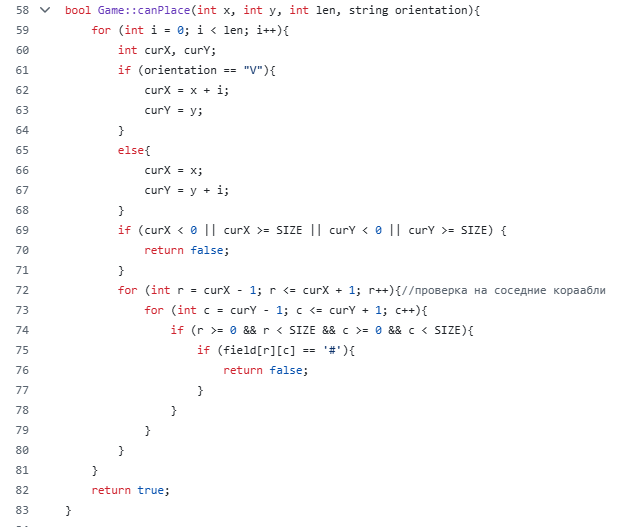 58 bool Game::canPlace(int x, int y, int len, string orientation){
59 for (int i = 0; i < len; i++){
60 int curX, curY;
61 if (orientation == "V"){
62 curX = x + i;
63 curY = y;
64 }
65 else{
66 curX = x;
67 curY = y + i;
68 }
69 if (curX < 0 || curX >= SIZE || curY < 0 || curY >= SIZE) {
70 return false;
71 }
72 for (int r = curX - 1; r <= curX + 1; r++){//проверка на соседние кораабли
73 for (int c = curY - 1; c <= curY + 1; c++){
74 if (r >= 0 && r < SIZE && c >= 0 && c < SIZE){
75 if (field[r][c] == '#'){
76 return false;
77 }
78 }
79 }
80 }
81 }
82 return true;
83 }